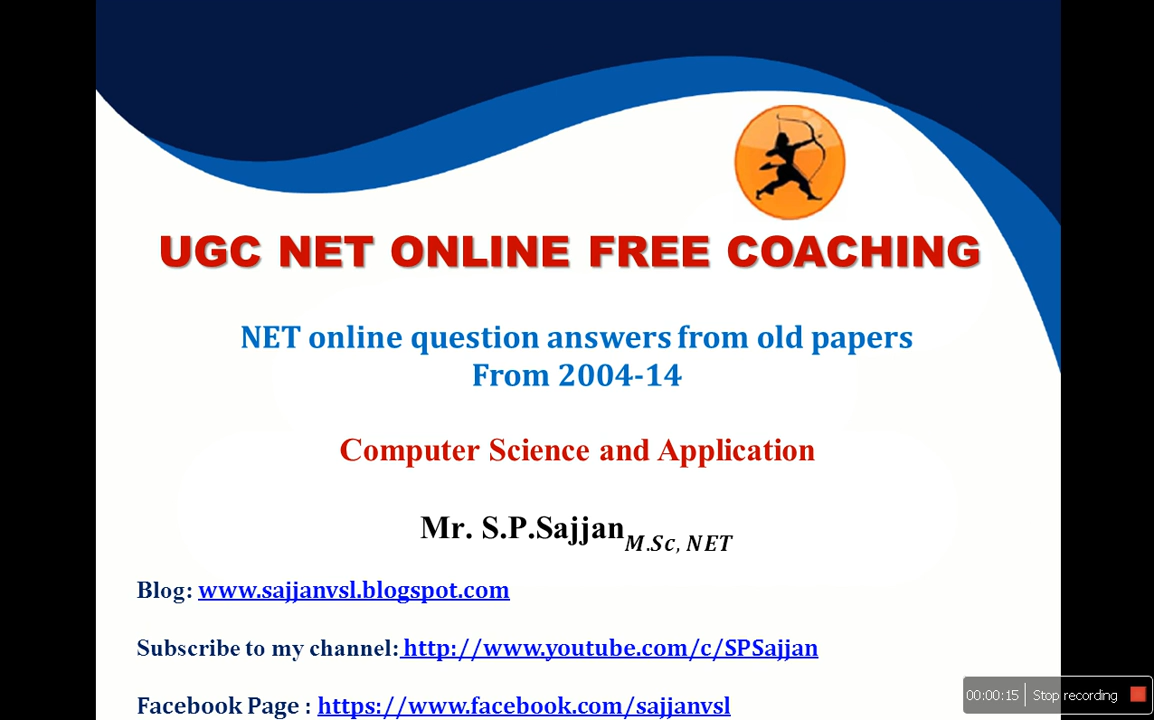 UGC NET ONLINE FREE COACHING
NET online question answers from old papers
From 2004-14
Computer Science and Application
Mr. S.P.Sajjan M.Sc, NET
Blog: www.sajjanvsl.blogspot.com
Subscribe to my channel: http://www.youtube.com/c/SPSajjan
Facebook Page : https://www.facebook.com/sajjanvsl
00:00:15 Stop recording